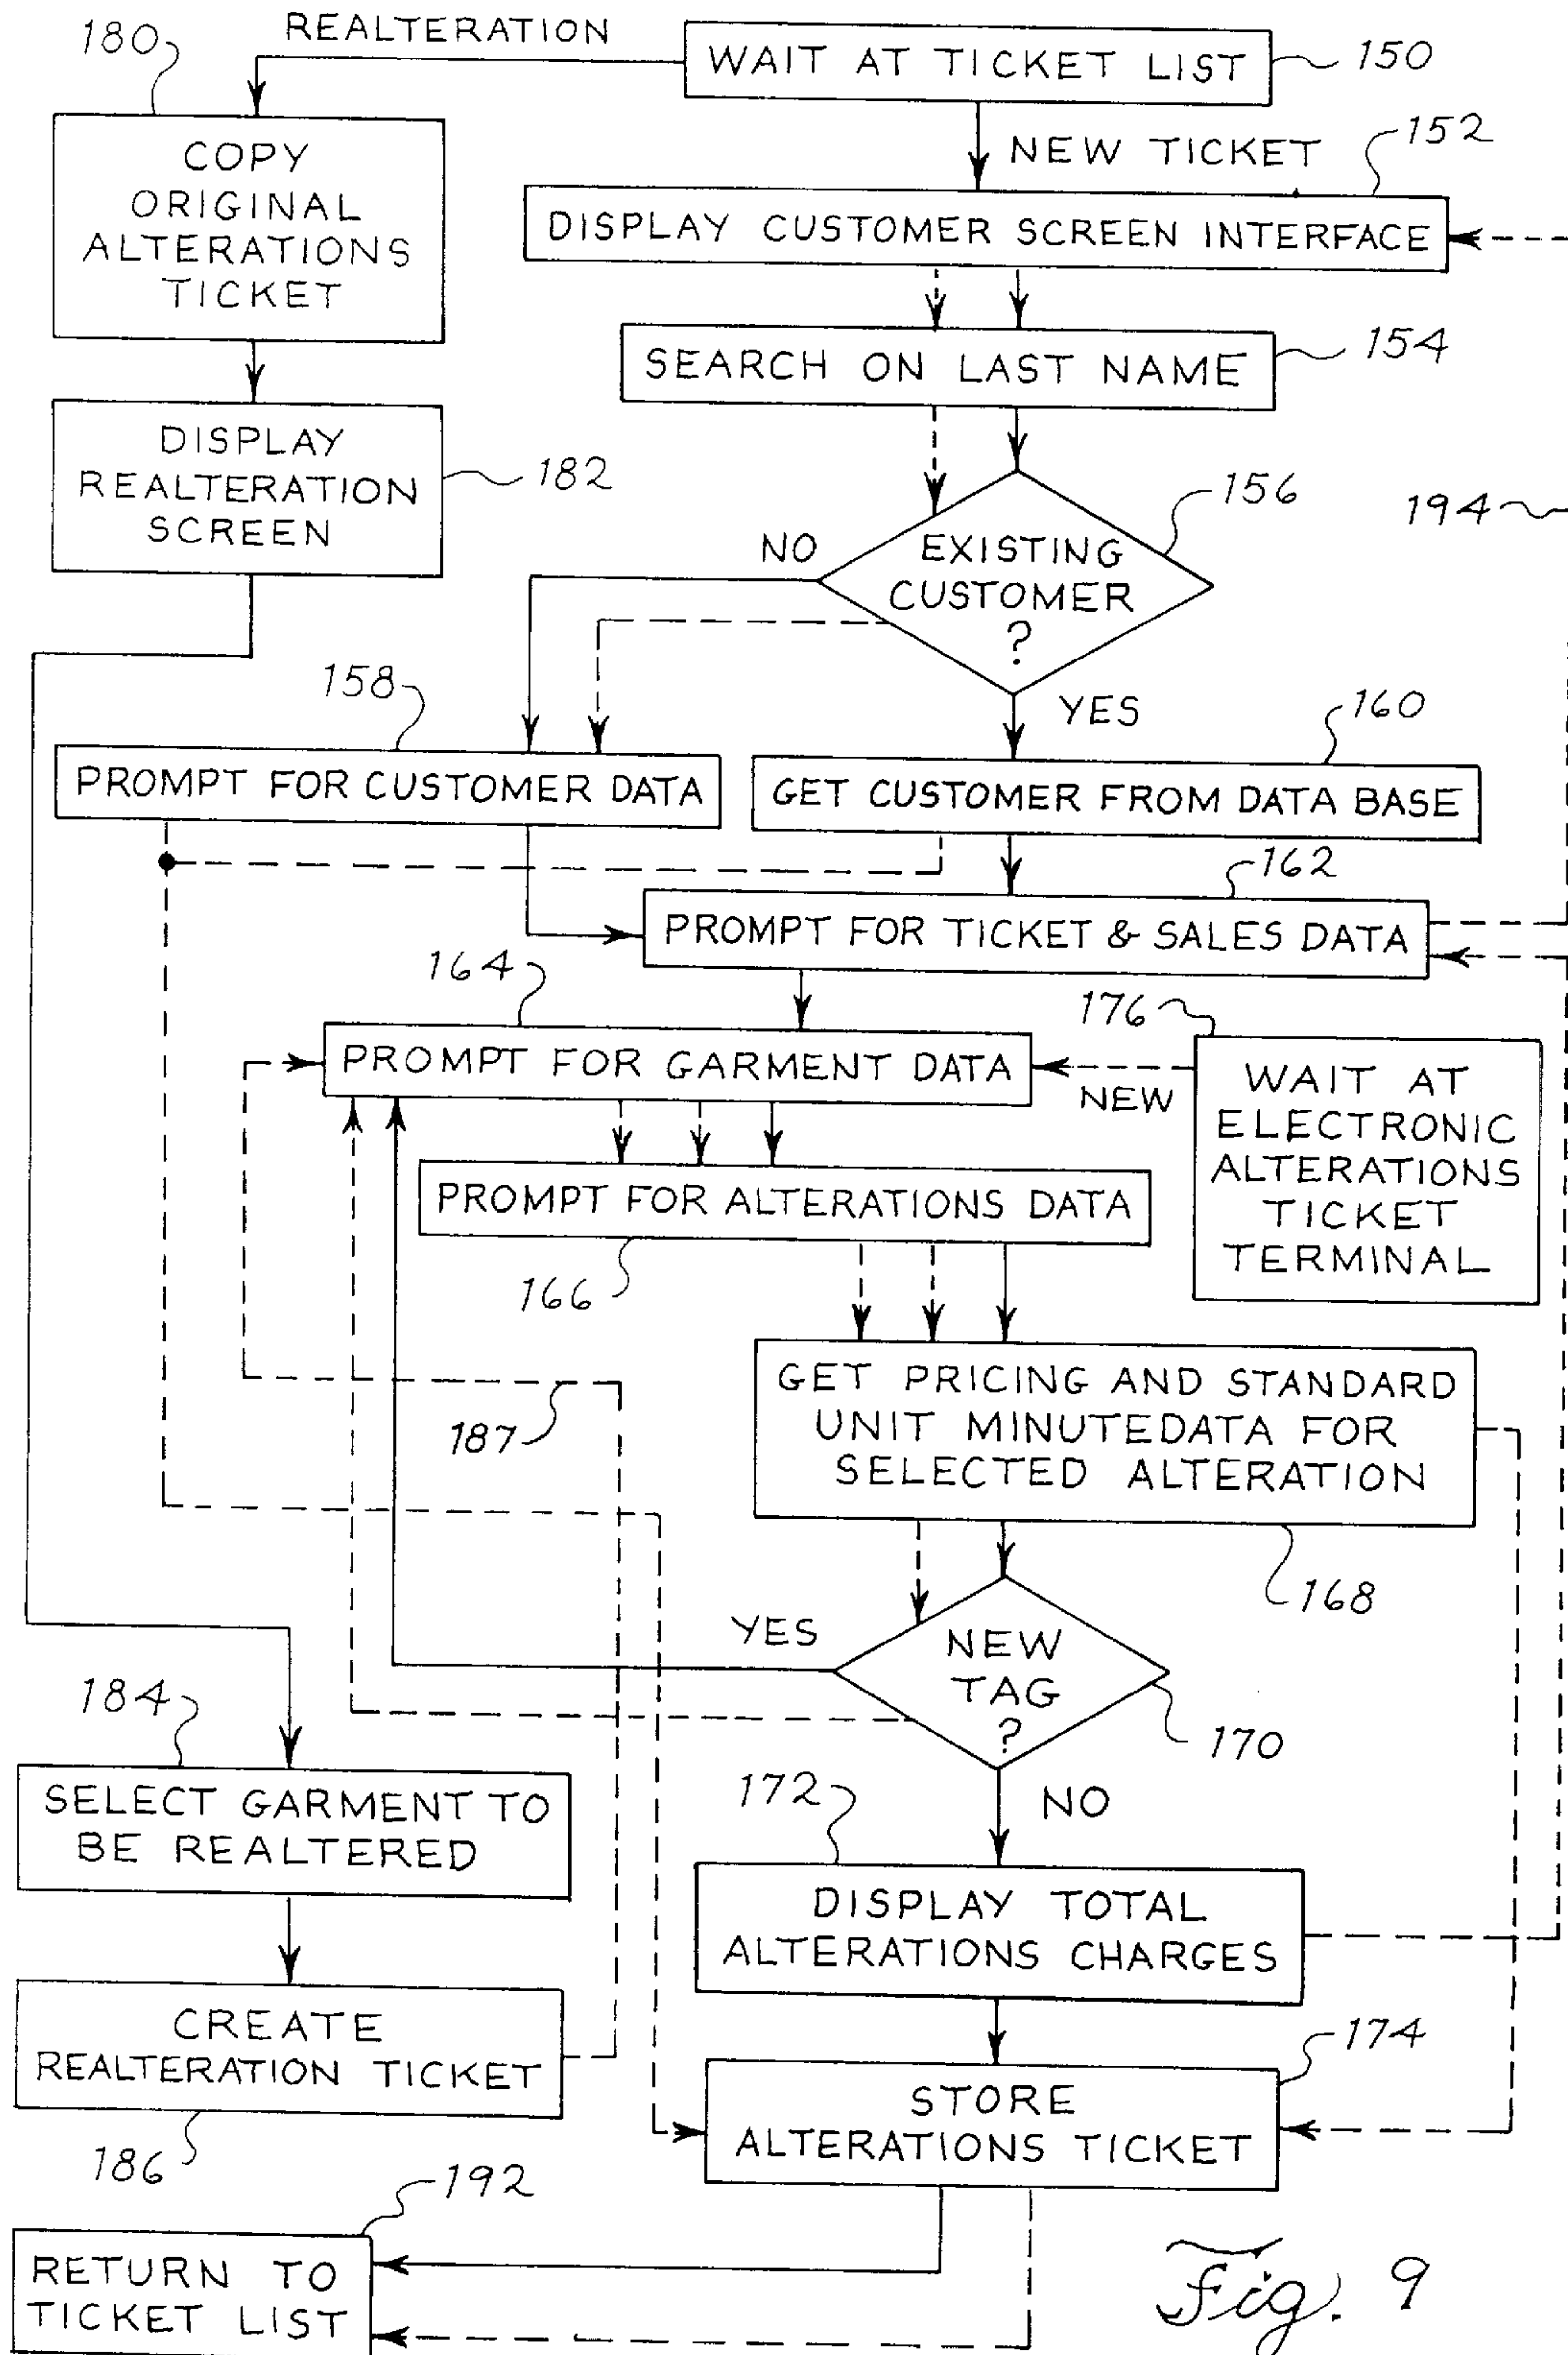 180
REALTERATION
WAIT AT TICKET LIST
150
COPY
ORIGINAL
ALTERATIONS
TICKET
NEW TICKET
152
DISPLAY CUSTOMER SCREEN INTERFACE
SEARCH ON LAST NAME
154
DISPLAY
REALTERATION
SCREEN
182
156
194
NO
EXISTING
CUSTOMER
?
158
YES
160
PROMPT FOR CUSTOMER DATA
GET CUSTOMER FROM DATA BASE
162
PROMPT FOR TICKET & SALES DATA
164
176
PROMPT FOR GARMENT DATA
NEW
WAIT AT
ELECTRONIC
ALTERATIONS
TICKET
TERMINAL
PROMPT FOR ALTERATIONS DATA
166
GET PRICING AND STANDARD
UNIT MINUTEDATA FOR
SELECTED ALTERATION
187
168
YES
NEW
TAG
?
170
184
SELECT GARMENT TO
BE REALTERED
172
NO
DISPLAY TOTAL
ALTERATIONS CHARGES
CREATE
REALTERATION TICKET
186
174
STORE
ALTERATIONS TICKET
192
RETURN TO
TICKET LIST
Fig. 9